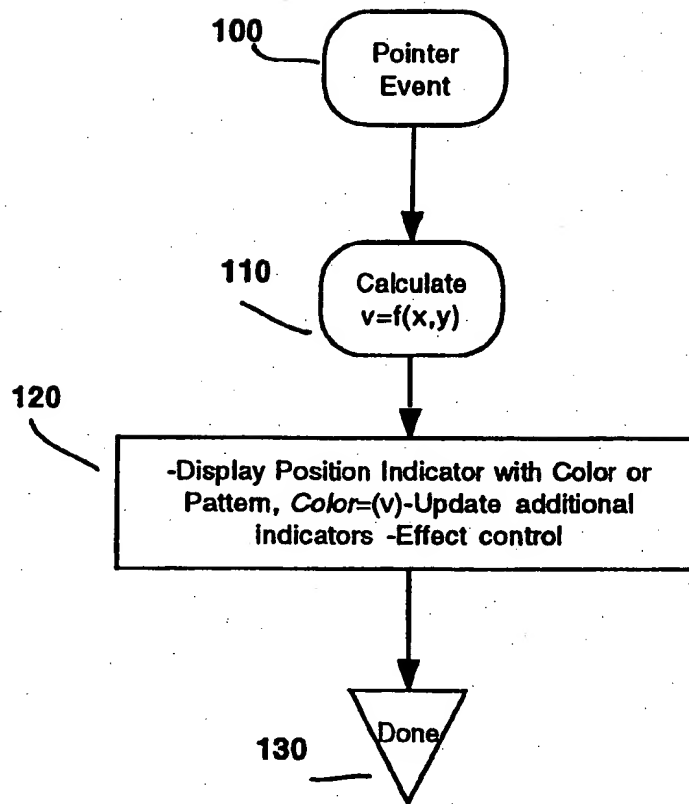 100
Pointer
Event
110
Calculate
v=f(x,y)
120
-Display Position Indicator with Color or
Pattern, Color=(v)-Update additional
indicators -Effect control
Done
130